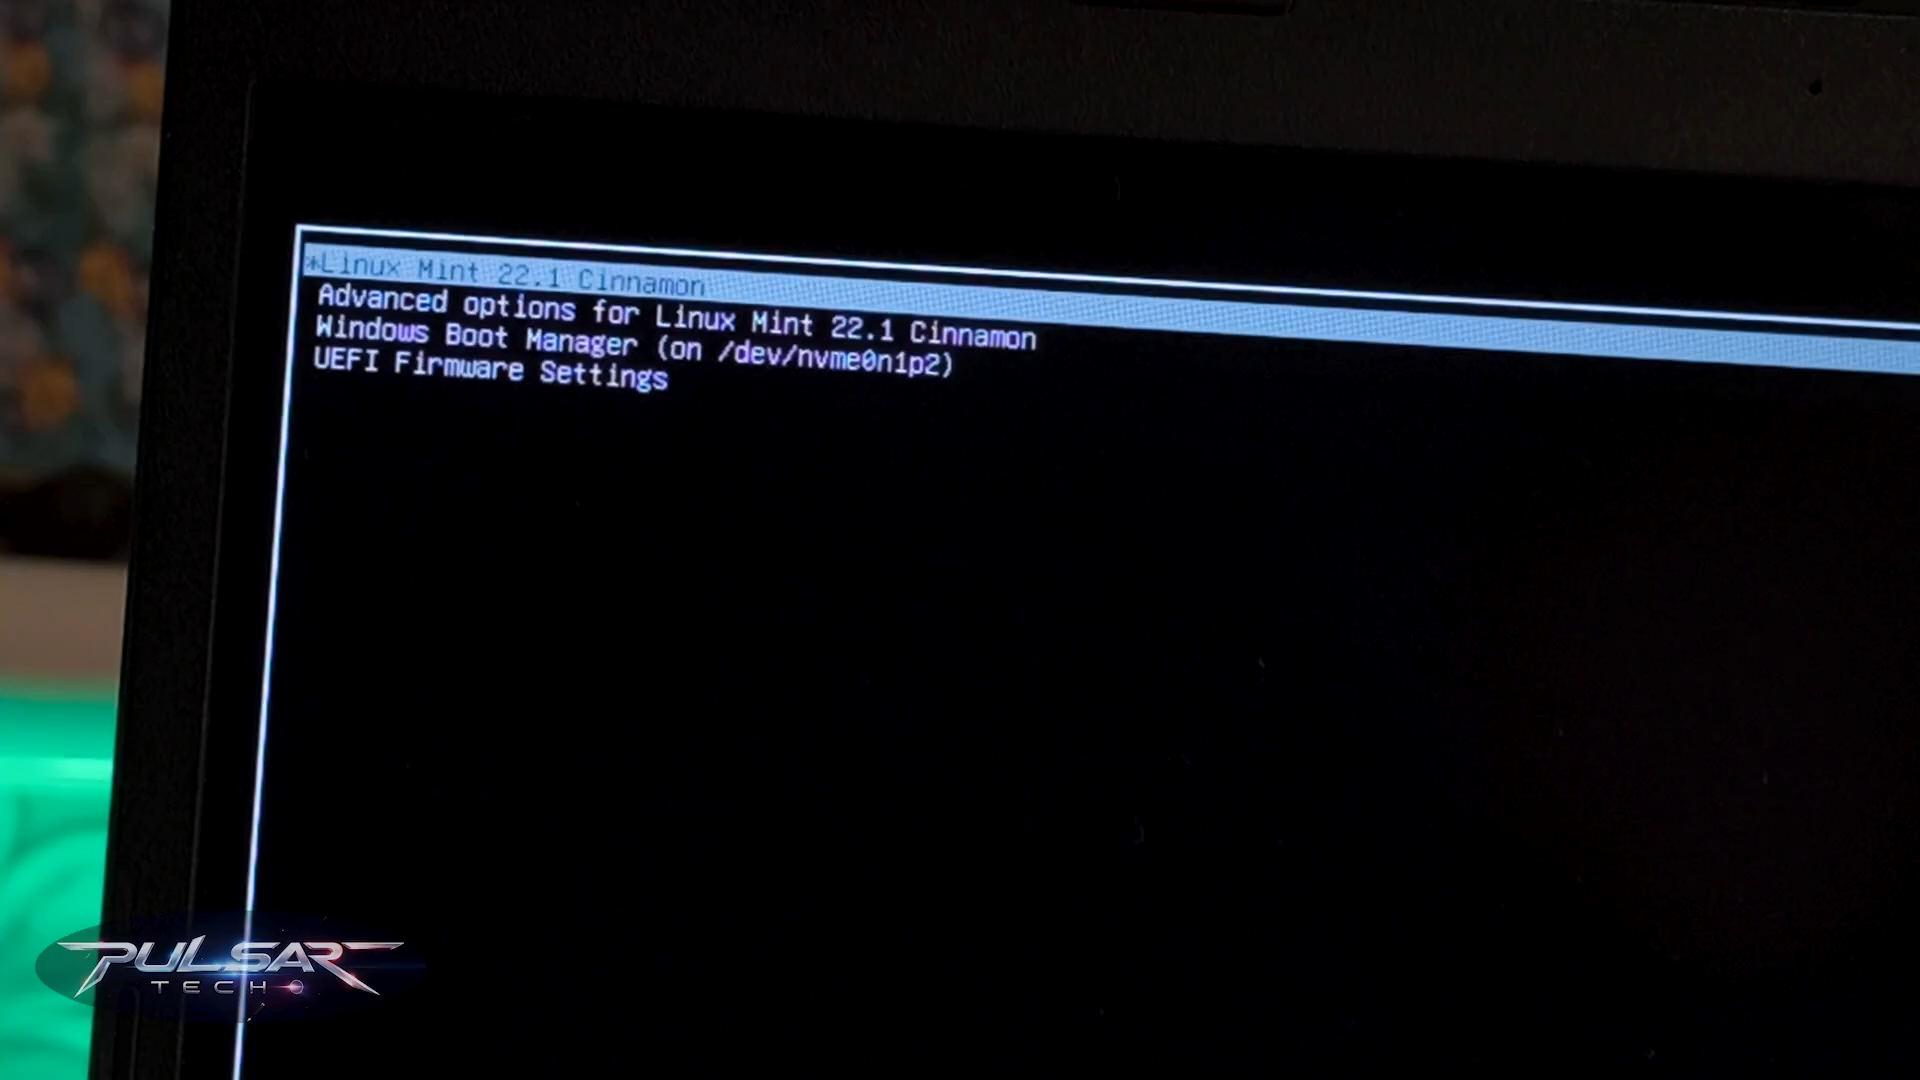 *Linux Mint 22.1 Cinnamon
Advanced options for Linux Mint 22.1 Cinnamon
Windows Boot Manager (on /dev/nvme0n1p2)
UEFI Firmware Settings
PULSAR
TECH